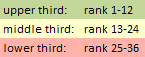 upper third: rank 1-12
middle third: rank 13-24
lower third: rank 25-36